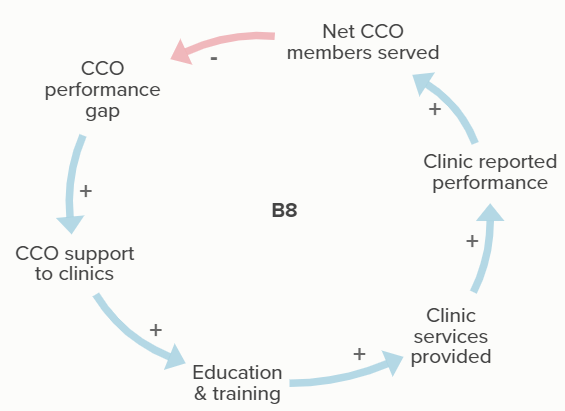 Net CCO
members served
-
CCO
performance
gap
+
Clinic reported
performance
+
B8
+
CCO support
to clinics
+
Clinic
services
provided
+
Education
& training